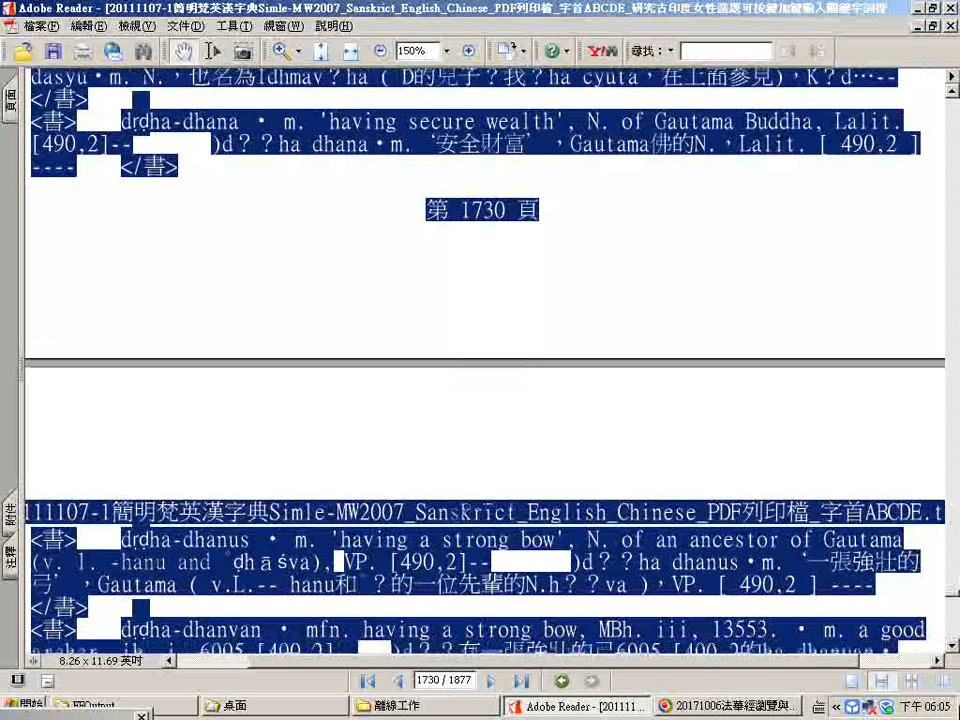 Adobe Reader - [20111107-1簡明梵英漢字典Simle-MW2007_Sanskrict_English_Chinese_PDF列印檔_字首ABCDE_研究古印度女性議題可按鍵
檔案(F) 編輯(E) 檢視(V) 文件(D) 工具(T) 視窗(W) 說明(H)
150% 尋找：
頁面
dasyu‧m. N.，也名為Idhmav？ha ( D的兒子？我？ha cyuta，在上面參見)，K？d…--
</書>
<書> dṛḍha-dhana ‧ m. 'having secure wealth', N. of Gautama Buddha, Lalit.
[490,2]-- )d？？ha dhana‧m.‘安全財富’，Gautama佛的N.，Lalit. [ 490,2 ]
---- </書>
第 1730 頁
附件
註釋
111107-1簡明梵英漢字典Simle-MW2007_Sanskrict_English_Chinese_PDF列印檔_字首ABCDE.t
<書> dṛḍha-dhanus ‧ m. 'having a strong bow', N. of an ancestor of Gautama
(v. l. -hanu and °ḍhāśva), VP. [490,2]-- )d？？ha dhanus‧m.‘一張強壯的
弓’，Gautama ( v.L.-- hanu和°？的一位先輩的N.h？？va )，VP. [ 490,2 ] ----
</書>
<書> dṛḍha-dhanvan ‧ mfn. having a strong bow, MBh. iii, 13553. ‧ m. a good
8.26 x 11.69 英吋
1730 / 1877
開始 桌面 離線工作 Adobe Reader - [201111... 20171006法華經瀏覽與... 下午 06:05